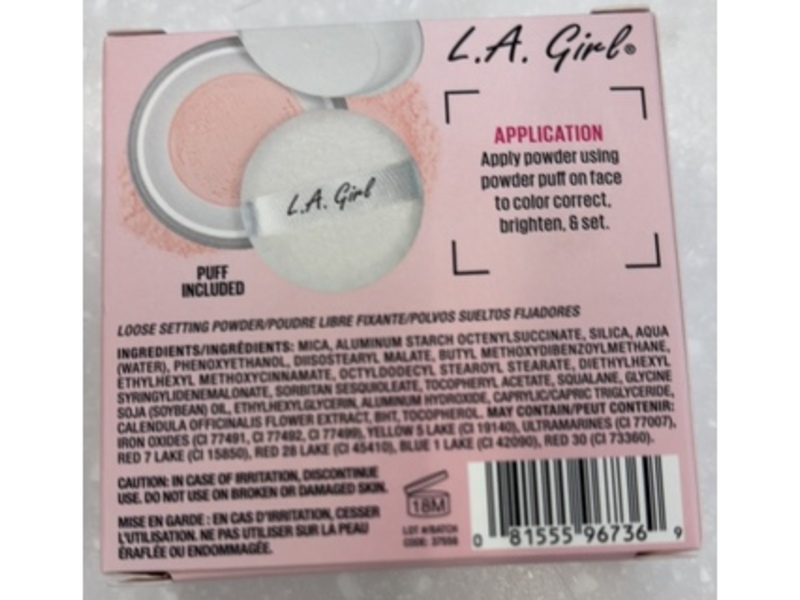 L.A. Girl®
APPLICATION
Apply powder using
powder puff on face
to color correct,
brighten, & set.
L.A. Girl
PUFF
INCLUDED
LOOSE SETTING POWDER/POUDRE LIBRE FIXANTE/POLVOS SUELTOS FIJADORES
INGREDIENTS/INGRÉDIENTS: MICA, ALUMINUM STARCH OCTENYLSUCCINATE, SILICA, AQUA
(WATER), PHENOXYETHANOL, DIISOSTEARYL MALATE, BUTYL METHOXYDIBENZOYLMETHANE,
ETHYLHEXYL METHOXYCINNAMATE, OCTYLDODECYL STEAROYL STEARATE, DIETHYLHEXYL
SYRINGYLIDENEMALONATE, SORBITAN SESQUIOLEATE, TOCOPHERYL ACETATE, SQUALANE, GLYCINE
SOJA (SOYBEAN) OIL, ETHYLHEXYLGLYCERIN, ALUMINUM HYDROXIDE, CAPRYLIC/CAPRIC TRIGLYCERIDE,
CALENDULA OFFICINALIS FLOWER EXTRACT, BHT, TOCOPHEROL. MAY CONTAIN/PEUT CONTENIR:
IRON OXIDES (CI 77491, CI 77492, CI 77499), YELLOW 5 LAKE (CI 19140), ULTRAMARINES (CI 77007),
RED 7 LAKE (CI 15850), RED 28 LAKE (CI 45410), BLUE 1 LAKE (CI 42090), RED 30 (CI 73360).
CAUTION: IN CASE OF IRRITATION, DISCONTINUE
USE. DO NOT USE ON BROKEN OR DAMAGED SKIN.
MISE EN GARDE : EN CAS D'IRRITATION, CESSER
L'UTILISATION. NE PAS UTILISER SUR LA PEAU
ÉRAFLÉE OU ENDOMMAGÉE.
18M
LOT #/BATCH
CODE:
0 81555 96736 9